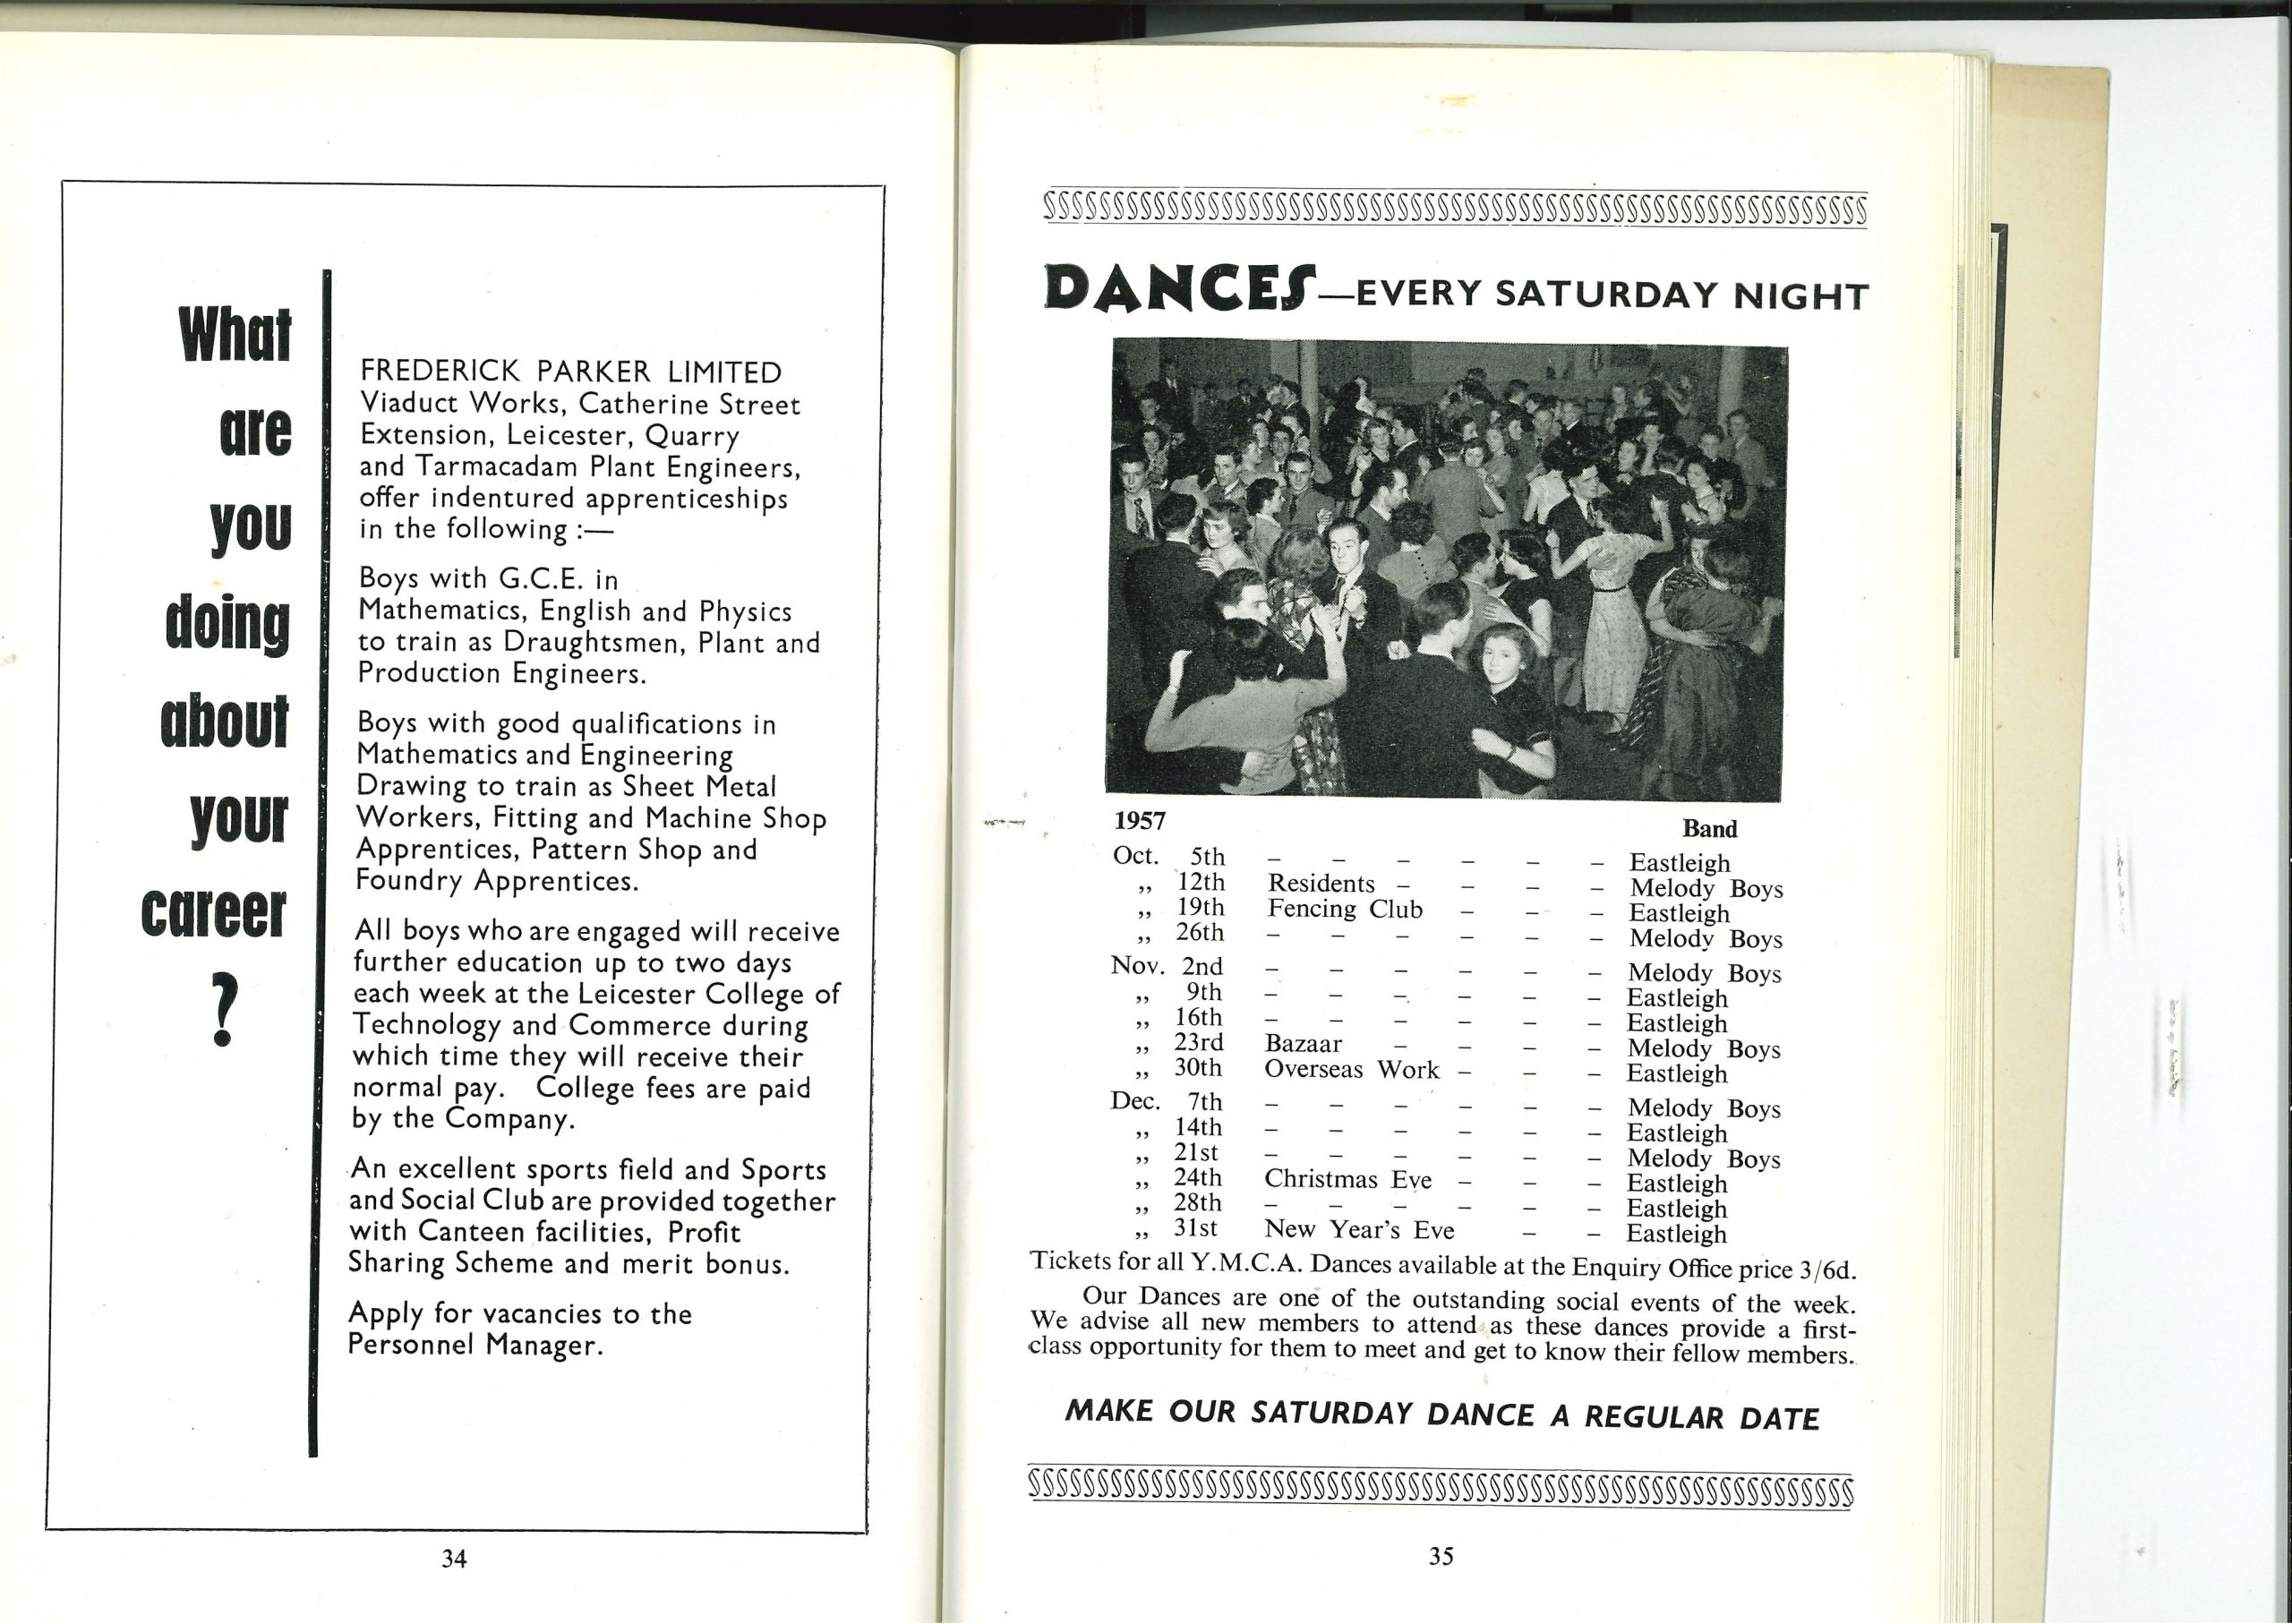 What
are
you
doing
about
your
career
?
FREDERICK PARKER LIMITED
Viaduct Works, Catherine Street
Extension, Leicester, Quarry
and Tarmacadam Plant Engineers,
offer indentured apprenticeships
in the following :—
Boys with G.C.E. in
Mathematics, English and Physics
to train as Draughtsmen, Plant and
Production Engineers.
Boys with good qualifications in
Mathematics and Engineering
Drawing to train as Sheet Metal
Workers, Fitting and Machine Shop
Apprentices, Pattern Shop and
Foundry Apprentices.
All boys who are engaged will receive
further education up to two days
each week at the Leicester College of
Technology and Commerce during
which time they will receive their
normal pay. College fees are paid
by the Company.
An excellent sports field and Sports
and Social Club are provided together
with Canteen facilities, Profit
Sharing Scheme and merit bonus.
Apply for vacancies to the
Personnel Manager.
34
DANCES—EVERY SATURDAY NIGHT
1957 Band
Oct. 5th – – – – – – Eastleigh
,, 12th Residents – – – – Melody Boys
,, 19th Fencing Club – – – Eastleigh
,, 26th – – – – – – Melody Boys
Nov. 2nd – – – – – – Melody Boys
,, 9th – – – – – – Eastleigh
,, 16th – – – – – – Eastleigh
,, 23rd Bazaar – – – – Melody Boys
,, 30th Overseas Work – – – Eastleigh
Dec. 7th – – – – – – Melody Boys
,, 14th – – – – – – Eastleigh
,, 21st – – – – – – Melody Boys
,, 24th Christmas Eve – – – Eastleigh
,, 28th – – – – – – Eastleigh
,, 31st New Year's Eve – – Eastleigh
Tickets for all Y.M.C.A. Dances available at the Enquiry Office price 3/6d.
Our Dances are one of the outstanding social events of the week.
We advise all new members to attend as these dances provide a first-
class opportunity for them to meet and get to know their fellow members.
MAKE OUR SATURDAY DANCE A REGULAR DATE
35